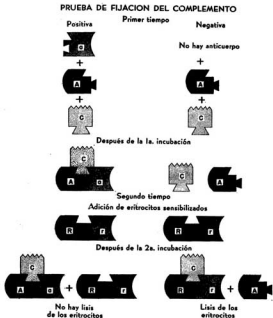 PRUEBA DE FIJACION DEL COMPLEMENTO
Primer tiempo
Positiva
Negativa
e
No hay anticuerpo
+
+
A
A
+
+
C
C
Después de la 1a. incubación
C
A e
C
A
Segundo tiempo
Adición de eritrocitos sensibilizados
R r
R r
Después de la 2a. incubación
C
A e
+
R r
C
R r
+
A
No hay lisis
de los eritrocitos
Lisis de los
eritrocitos